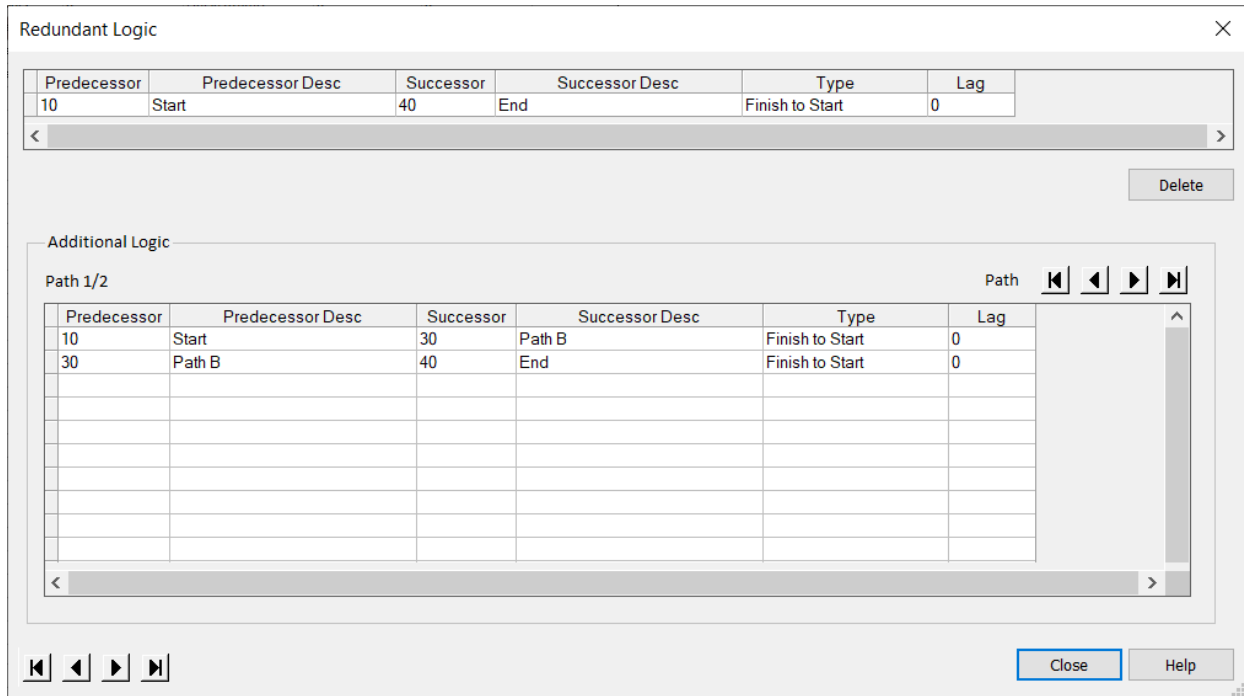 Redundant Logic
Predecessor Predecessor Desc Successor Successor Desc Type Lag
10 Start 40 End Finish to Start 0
Delete
Additional Logic
Path 1/2 Path
Predecessor Predecessor Desc Successor Successor Desc Type Lag
10 Start 30 Path B Finish to Start 0
30 Path B 40 End Finish to Start 0
Close Help